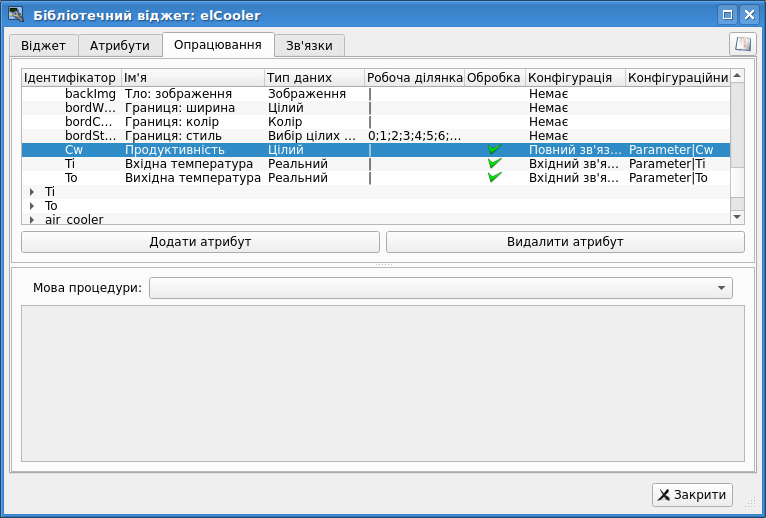 Бібліотечний віджет: elCooler
Віджет Атрибути Опрацювання Зв'язки
Ідентифікатор Ім'я Тип даних Робоча ділянка Обробка Конфігурація Конфігураційни
backImg Тло: зображення Зображення | Немає
bordW... Границя: ширина Цілий | Немає
bordC... Границя: колір Колір | Немає
bordSt... Границя: стиль Вибір цілих ... 0;1;2;3;4;5;6;... Немає
Cw Продуктивність Цілий | Повний зв'яз... Parameter|Cw
Ti Вхідна температура Реальний | Вхідний зв'я... Parameter|Ti
To Вихідна температура Реальний | Вхідний зв'я... Parameter|To
Ti
To
air_cooler
Додати атрибут Видалити атрибут
Мова процедури:
Закрити